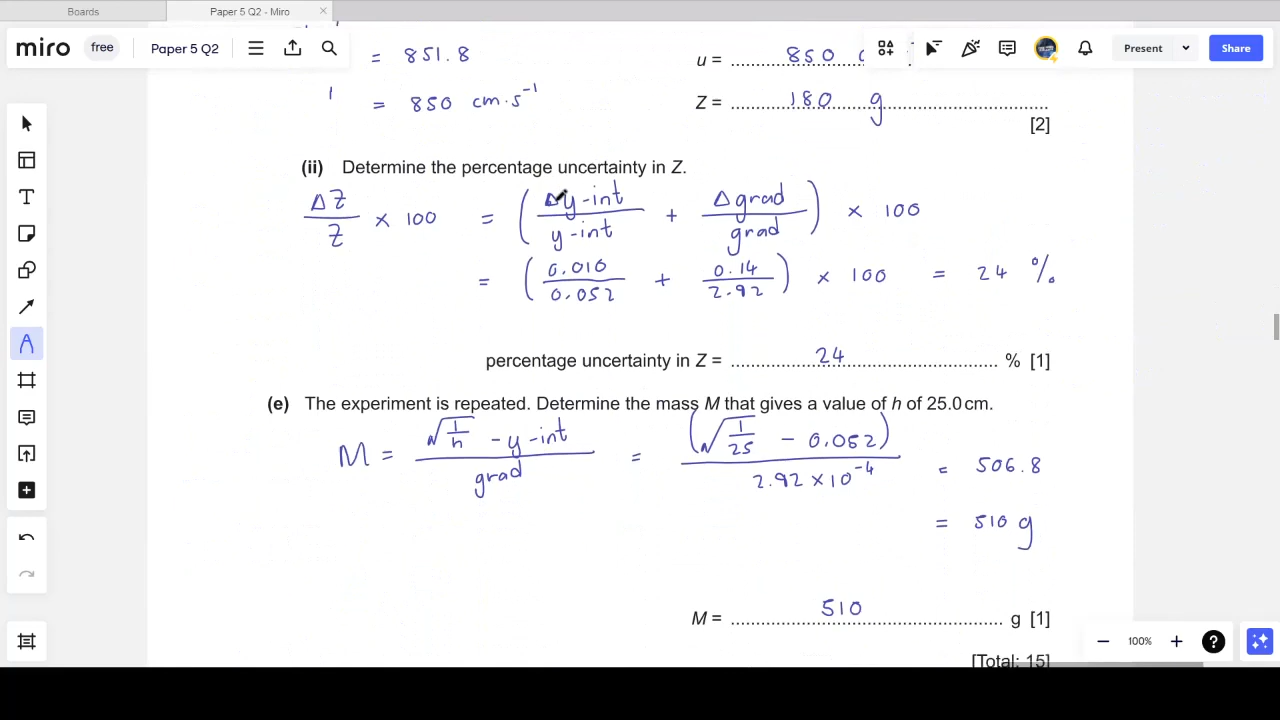 Boards
Paper 5 Q2 - Miro
miro free Paper 5 Q2 Present Share
= 851.8
u = 850
= 850 cm.s⁻¹
Z = 180 g
[2]
(ii) Determine the percentage uncertainty in Z.
ΔZ/Z × 100 = (Δy-int/y-int + Δgrad/grad) × 100
= (0.010/0.052 + 0.14/2.92) × 100 = 24 %
percentage uncertainty in Z = 24 % [1]
(e) The experiment is repeated. Determine the mass M that gives a value of h of 25.0 cm.
M = (√(1/h) - y-int)/grad = (√(1/25) - 0.052)/(2.92 × 10⁻⁴) = 506.8
= 510 g
M = 510 g [1]
[Total: 15]
100%